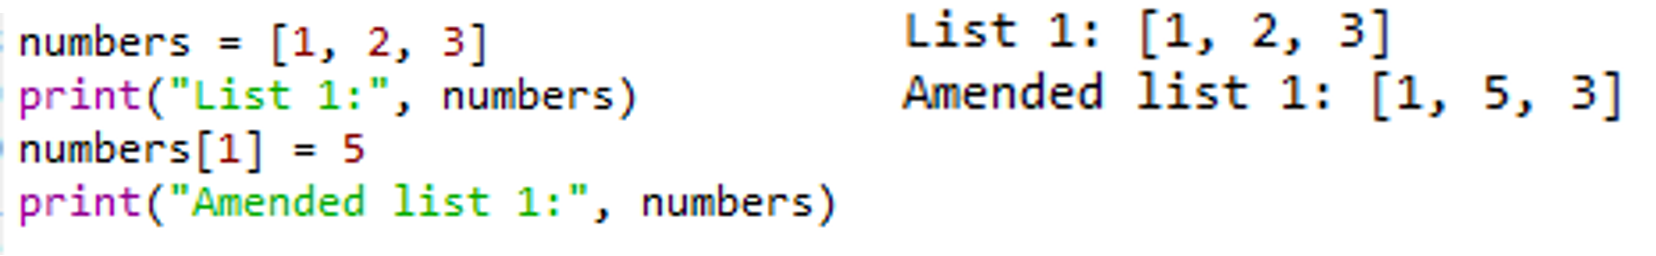 numbers = [1, 2, 3]
print("List 1:", numbers)
numbers[1] = 5
print("Amended list 1:", numbers)
List 1: [1, 2, 3]
Amended list 1: [1, 5, 3]